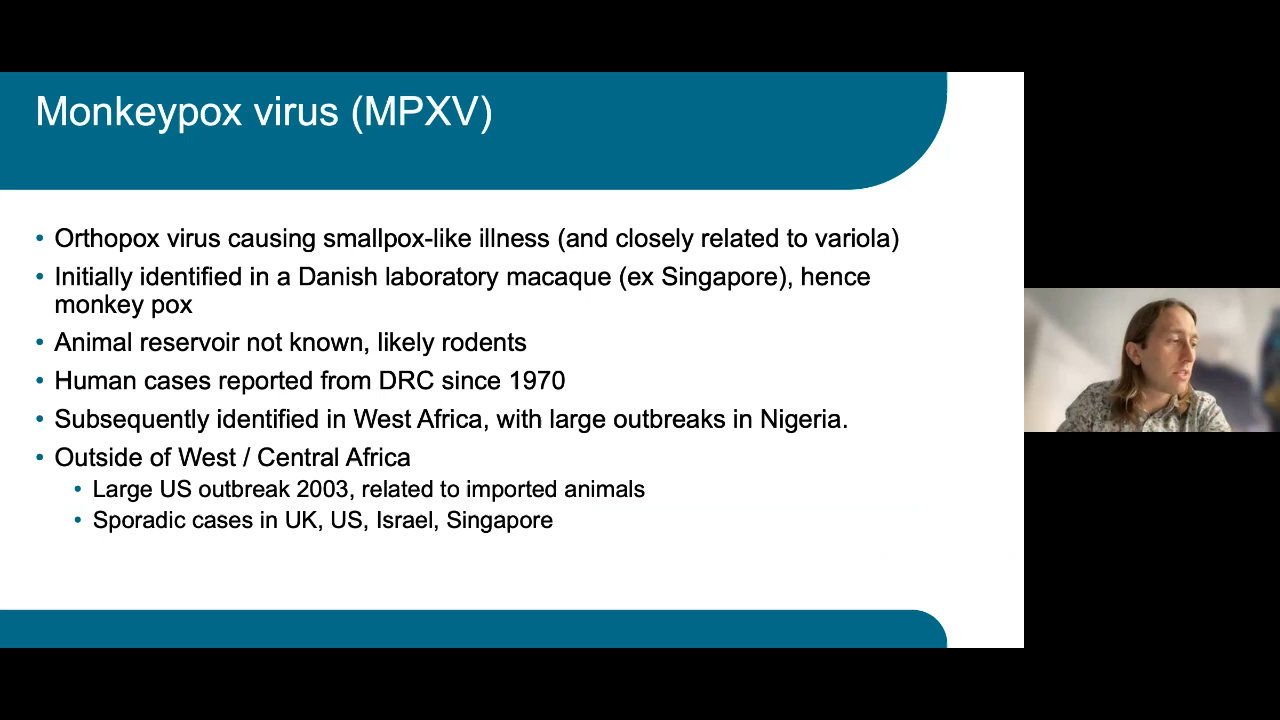 Monkeypox virus (MPXV)
• Orthopox virus causing smallpox-like illness (and closely related to variola)
• Initially identified in a Danish laboratory macaque (ex Singapore), hence
monkey pox
• Animal reservoir not known, likely rodents
• Human cases reported from DRC since 1970
• Subsequently identified in West Africa, with large outbreaks in Nigeria.
• Outside of West / Central Africa
• Large US outbreak 2003, related to imported animals
• Sporadic cases in UK, US, Israel, Singapore